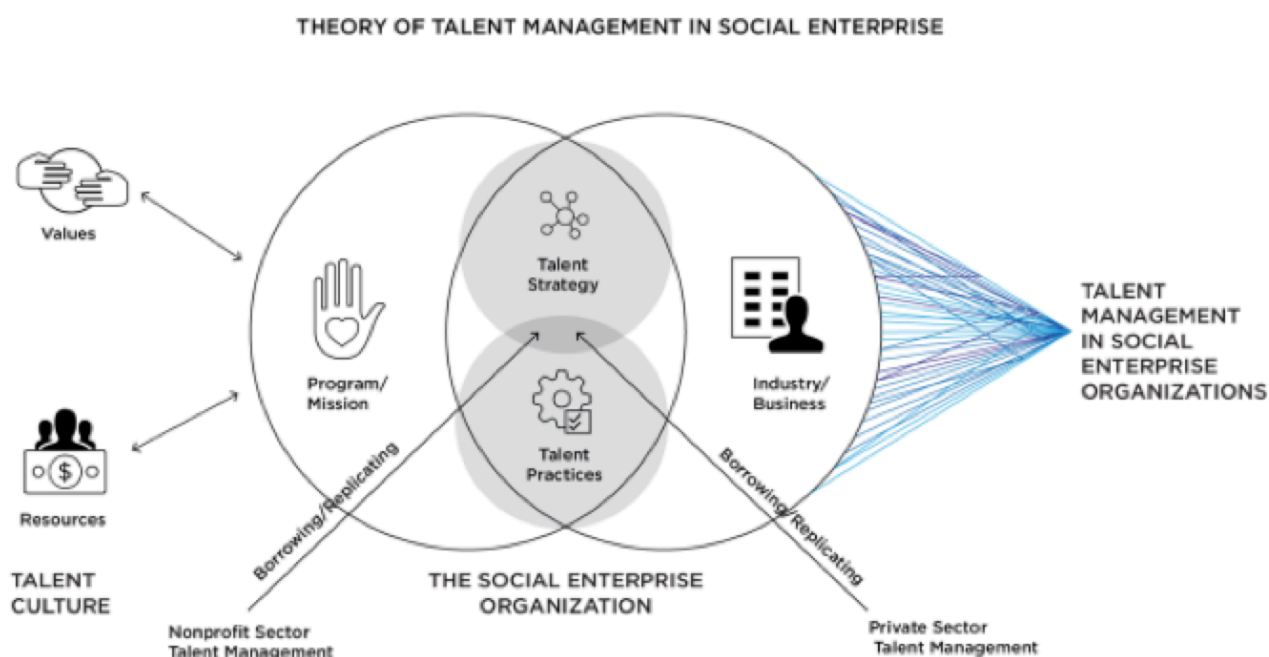 THEORY OF TALENT MANAGEMENT IN SOCIAL ENTERPRISE
Values
Resources
TALENT
CULTURE
Program/
Mission
Talent
Strategy
Talent
Practices
Industry/
Business
Borrowing/Replicating
Borrowing/Replicating
THE SOCIAL ENTERPRISE
ORGANIZATION
Nonprofit Sector
Talent Management
Private Sector
Talent Management
TALENT
MANAGEMENT
IN SOCIAL
ENTERPRISE
ORGANIZATIONS
$